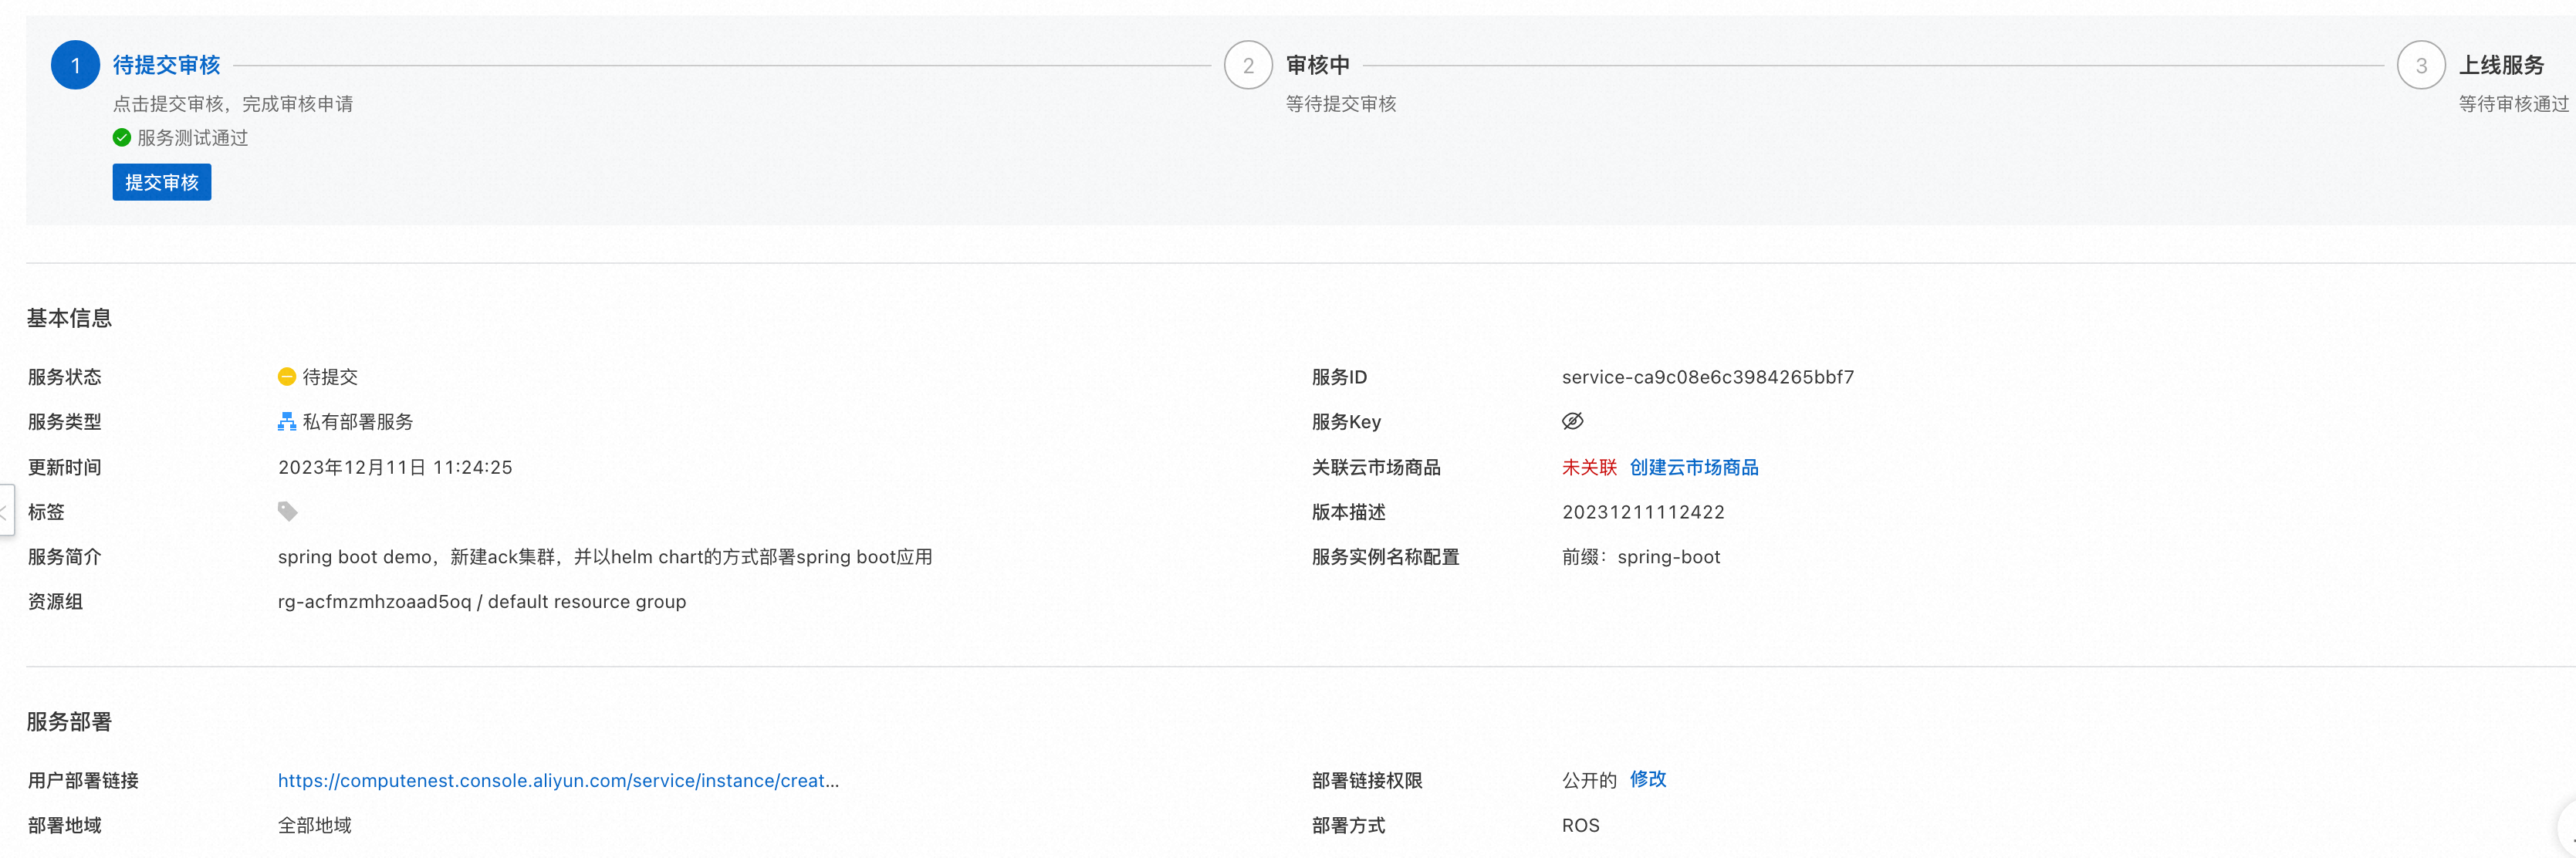 1 待提交审核
点击提交审核，完成审核申请
服务测试通过
提交审核
2 审核中
等待提交审核
3 上线服务
等待审核通过
基本信息
服务状态 待提交
服务ID service-ca9c08e6c3984265bbf7
服务类型 私有部署服务
服务Key
更新时间 2023年12月11日 11:24:25
关联云市场商品 未关联 创建云市场商品
标签
版本描述 20231211112422
服务简介 spring boot demo，新建ack集群，并以helm chart的方式部署spring boot应用
服务实例名称配置 前缀：spring-boot
资源组 rg-acfmzmhzoaad5oq / default resource group
服务部署
用户部署链接 https://computenest.console.aliyun.com/service/instance/creat...
部署链接权限 公开的 修改
部署地域 全部地域
部署方式 ROS